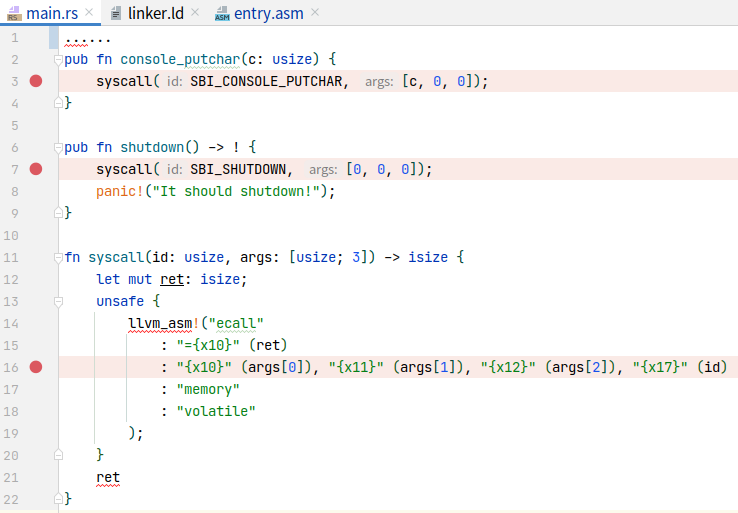 main.rs linker.ld entry.asm
1 ......
2 pub fn console_putchar(c: usize) {
3 syscall( id: SBI_CONSOLE_PUTCHAR, args: [c, 0, 0]);
4 }
5
6 pub fn shutdown() -> ! {
7 syscall( id: SBI_SHUTDOWN, args: [0, 0, 0]);
8 panic!("It should shutdown!");
9 }
10
11 fn syscall(id: usize, args: [usize; 3]) -> isize {
12 let mut ret: isize;
13 unsafe {
14 llvm_asm!("ecall"
15 : "={x10}" (ret)
16 : "{x10}" (args[0]), "{x11}" (args[1]), "{x12}" (args[2]), "{x17}" (id)
17 : "memory"
18 : "volatile"
19 );
20 }
21 ret
22 }